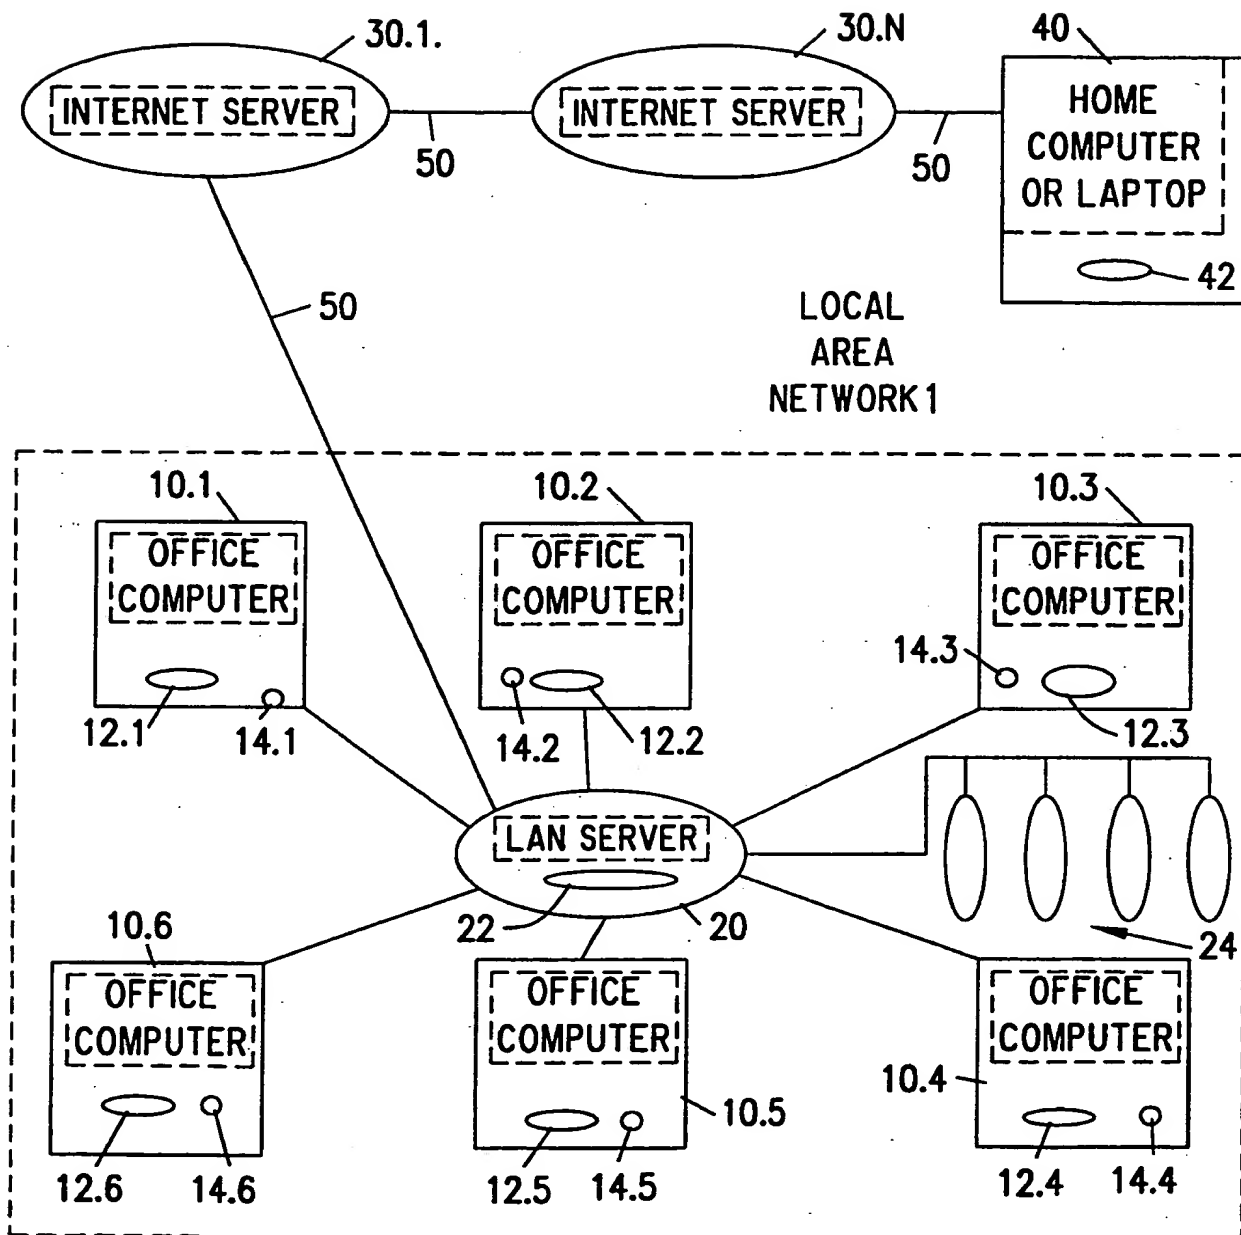 30.1.
30.N
40
INTERNET SERVER
INTERNET SERVER
HOME
COMPUTER
OR LAPTOP
50
50
42
50
LOCAL
AREA
NETWORK 1
10.1
10.2
10.3
OFFICE
COMPUTER
OFFICE
COMPUTER
OFFICE
COMPUTER
14.3
12.1
14.1
14.2
12.2
12.3
LAN SERVER
22
20
24
10.6
OFFICE
COMPUTER
OFFICE
COMPUTER
OFFICE
COMPUTER
10.4
10.5
12.6
14.6
12.5
14.5
12.4
14.4